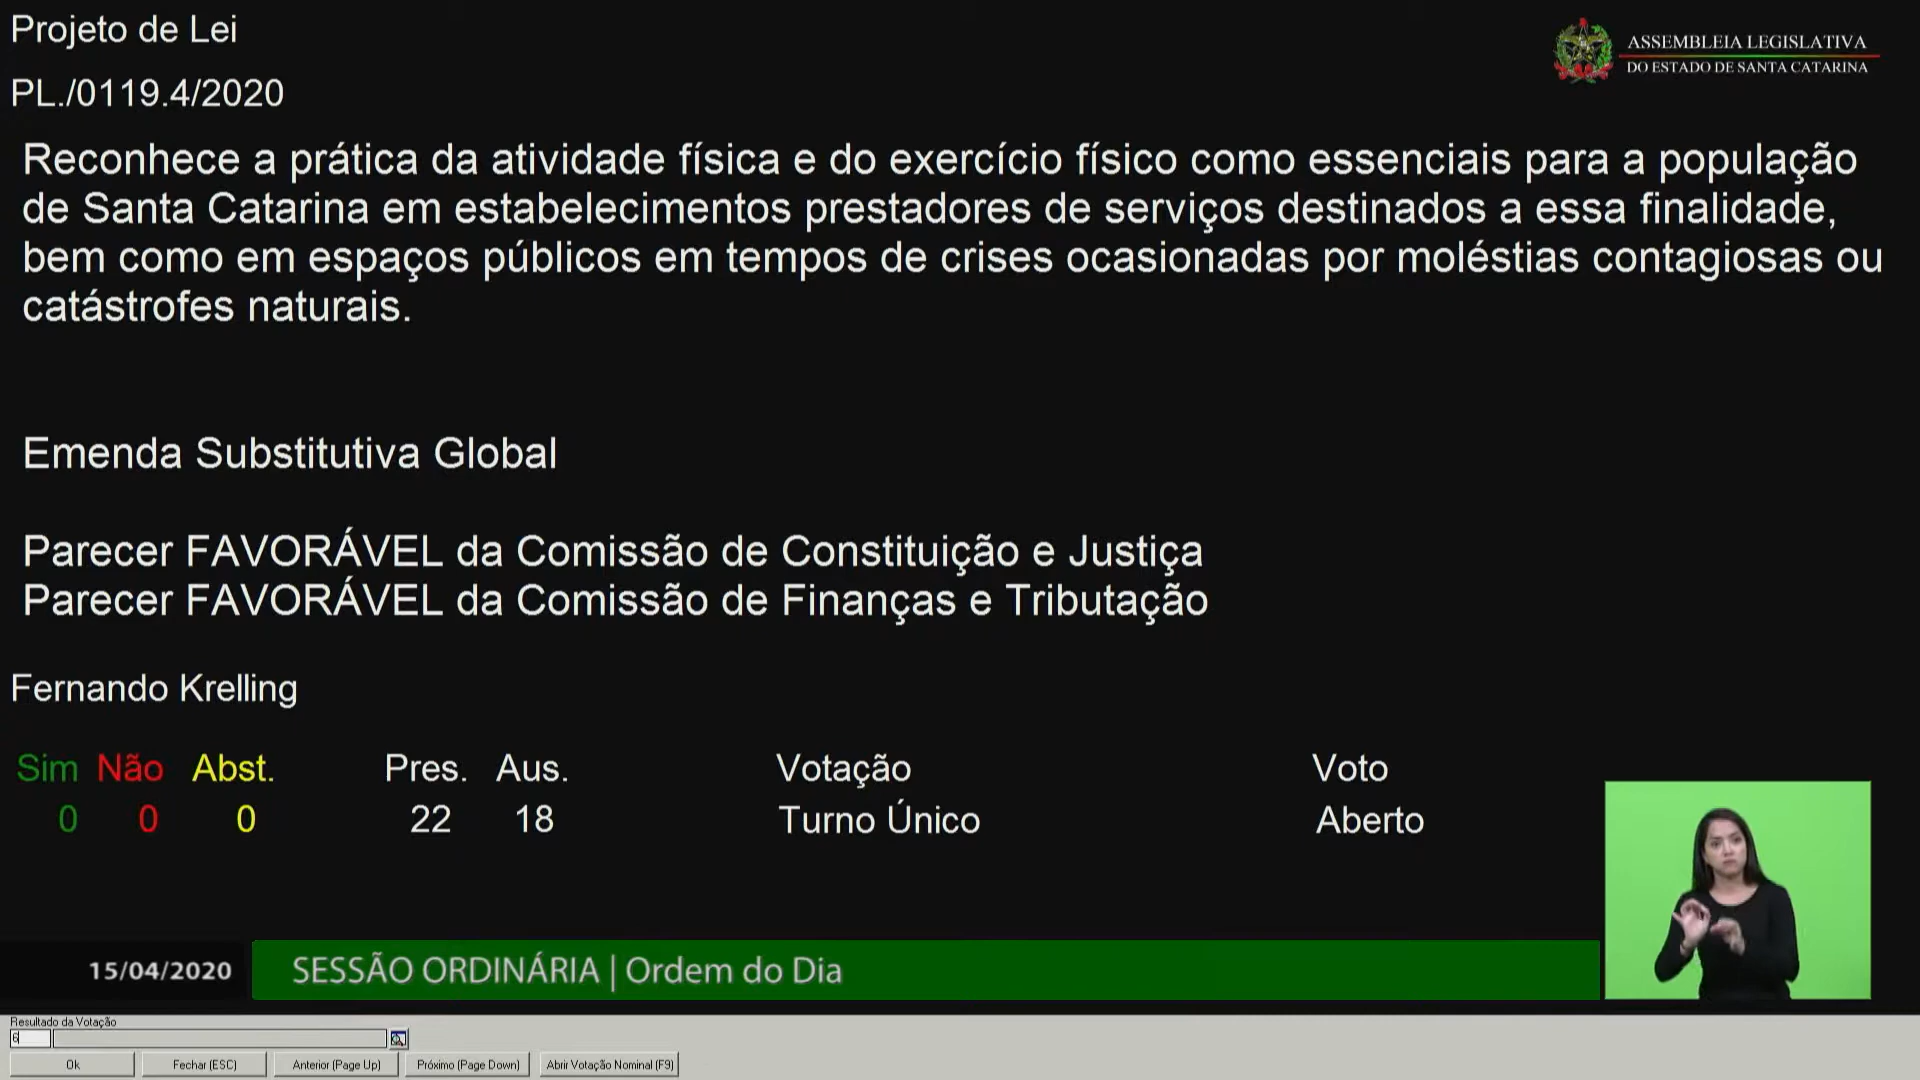 Projeto de Lei
ASSEMBLEIA LEGISLATIVA
DO ESTADO DE SANTA CATARINA
PL./0119.4/2020
Reconhece a prática da atividade física e do exercício físico como essenciais para a população
de Santa Catarina em estabelecimentos prestadores de serviços destinados a essa finalidade,
bem como em espaços públicos em tempos de crises ocasionadas por moléstias contagiosas ou
catástrofes naturais.
Emenda Substitutiva Global
Parecer FAVORÁVEL da Comissão de Constituição e Justiça
Parecer FAVORÁVEL da Comissão de Finanças e Tributação
Fernando Krelling
Sim Não Abst. Pres. Aus. Votação Voto
0 0 0 22 18 Turno Único Aberto
15/04/2020 SESSÃO ORDINÁRIA | Ordem do Dia
Resultado da Votação
6
Ok Fechar (ESC) Anterior (Page Up) Próximo (Page Down) Abrir Votação Nominal (F9)